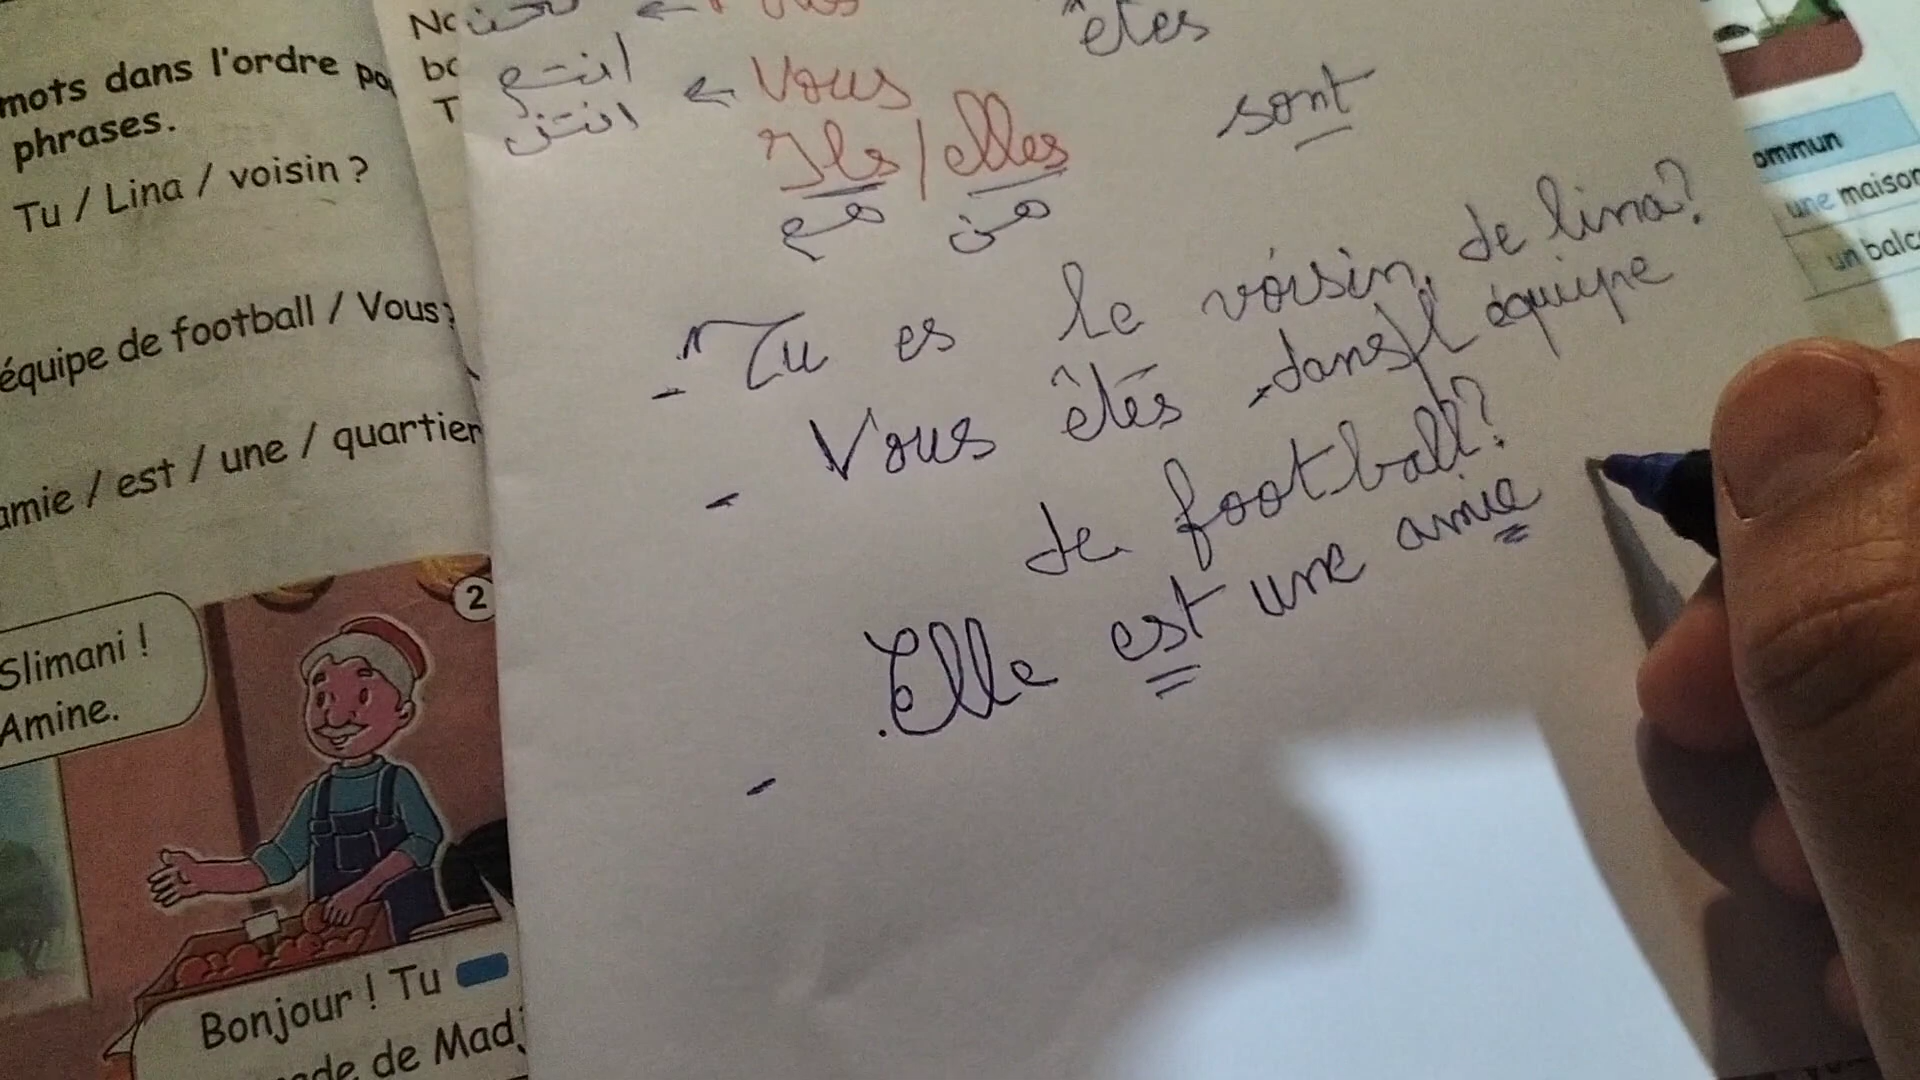 mots dans l'ordre
phrases.
Tu / Lina / voisin ?
équipe de football / Vous
amie / est / une / quartier
Slimani !
Amine.
2
Bonjour ! Tu
de Mad
No
T
êtes
انتم ← Vous
انتن
sont
Ils / elles
هم هن
- Tu es le voisin de lina?
Vous êtes dans l'équipe
- de football?
Elle est une amie
-
ommun
une maison
un balc